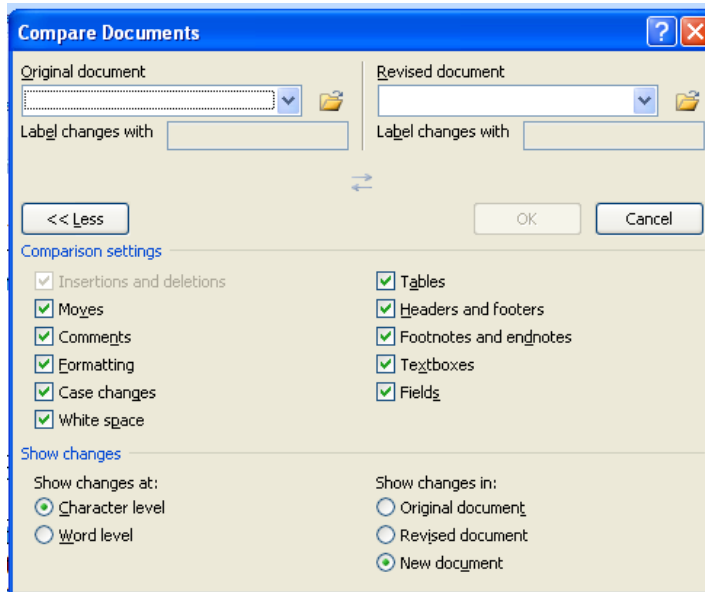 Compare Documents
Original document
Revised document
Label changes with
Label changes with
<< Less
OK
Cancel
Comparison settings
Insertions and deletions
Tables
Moves
Headers and footers
Comments
Footnotes and endnotes
Formatting
Textboxes
Case changes
Fields
White space
Show changes
Show changes at:
Show changes in:
Character level
Original document
Word level
Revised document
New document